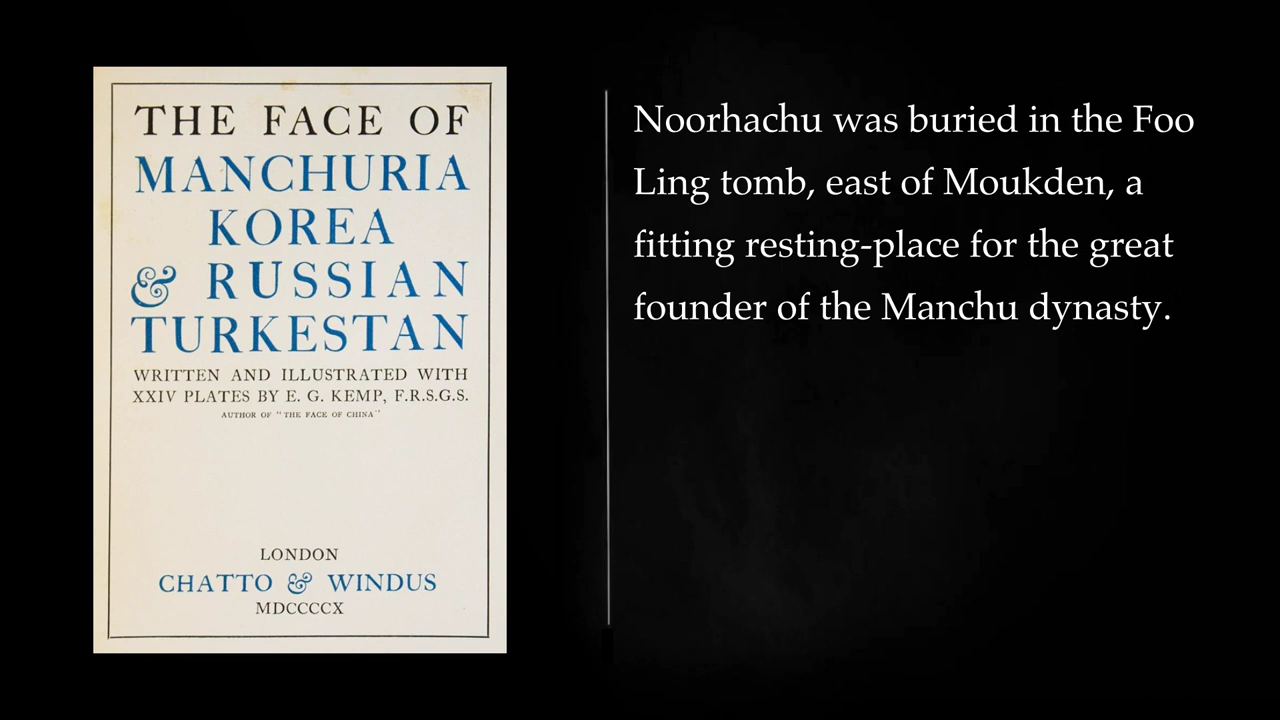 THE FACE OF
MANCHURIA
KOREA
& RUSSIAN
TURKESTAN
WRITTEN AND ILLUSTRATED WITH
XXIV PLATES BY E. G. KEMP, F.R.S.G.S.
AUTHOR OF "THE FACE OF CHINA"
LONDON
CHATTO & WINDUS
MDCCCCX
Noorhachu was buried in the Foo
Ling tomb, east of Moukden, a
fitting resting-place for the great
founder of the Manchu dynasty.